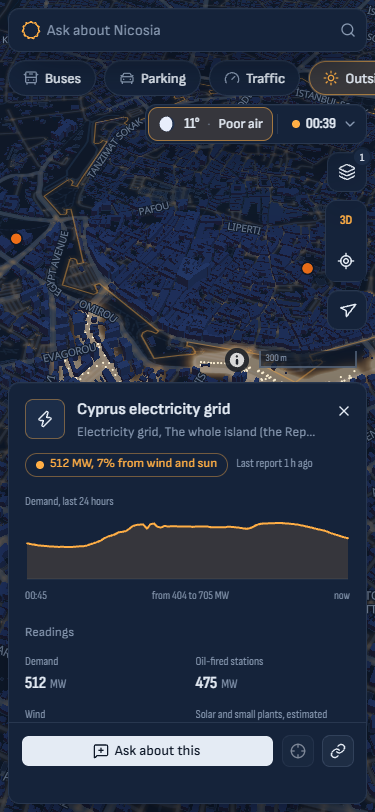 Ask about Nicosia
Buses
Parking
Traffic
Outsi
ISTANBUL
TANZIMAT SOKAK
11°
·
Poor air
00:39
1
PAFOU
LIPERTI
3D
OMIROU
EVAGOROU
300 m
Cyprus electricity grid
Electricity grid, The whole island (the Rep...
512 MW, 7% from wind and sun
Last report 1 h ago
Demand, last 24 hours
00:45
from 404 to 705 MW
now
Readings
Demand
Oil-fired stations
512 MW
475 MW
Wind
Solar and small plants, estimated
Ask about this